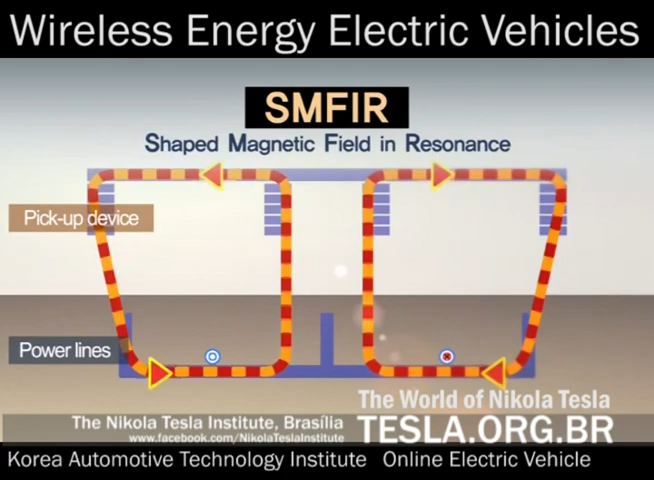 Wireless Energy Electric Vehicles
SMFIR
Shaped Magnetic Field in Resonance
Pick-up device
Power lines
The World of Nikola Tesla
The Nikola Tesla Institute, Brasília
www.facebook.com/NikolaTeslaInstitute
TESLA.ORG.BR
Korea Automotive Technology Institute Online Electric Vehicle